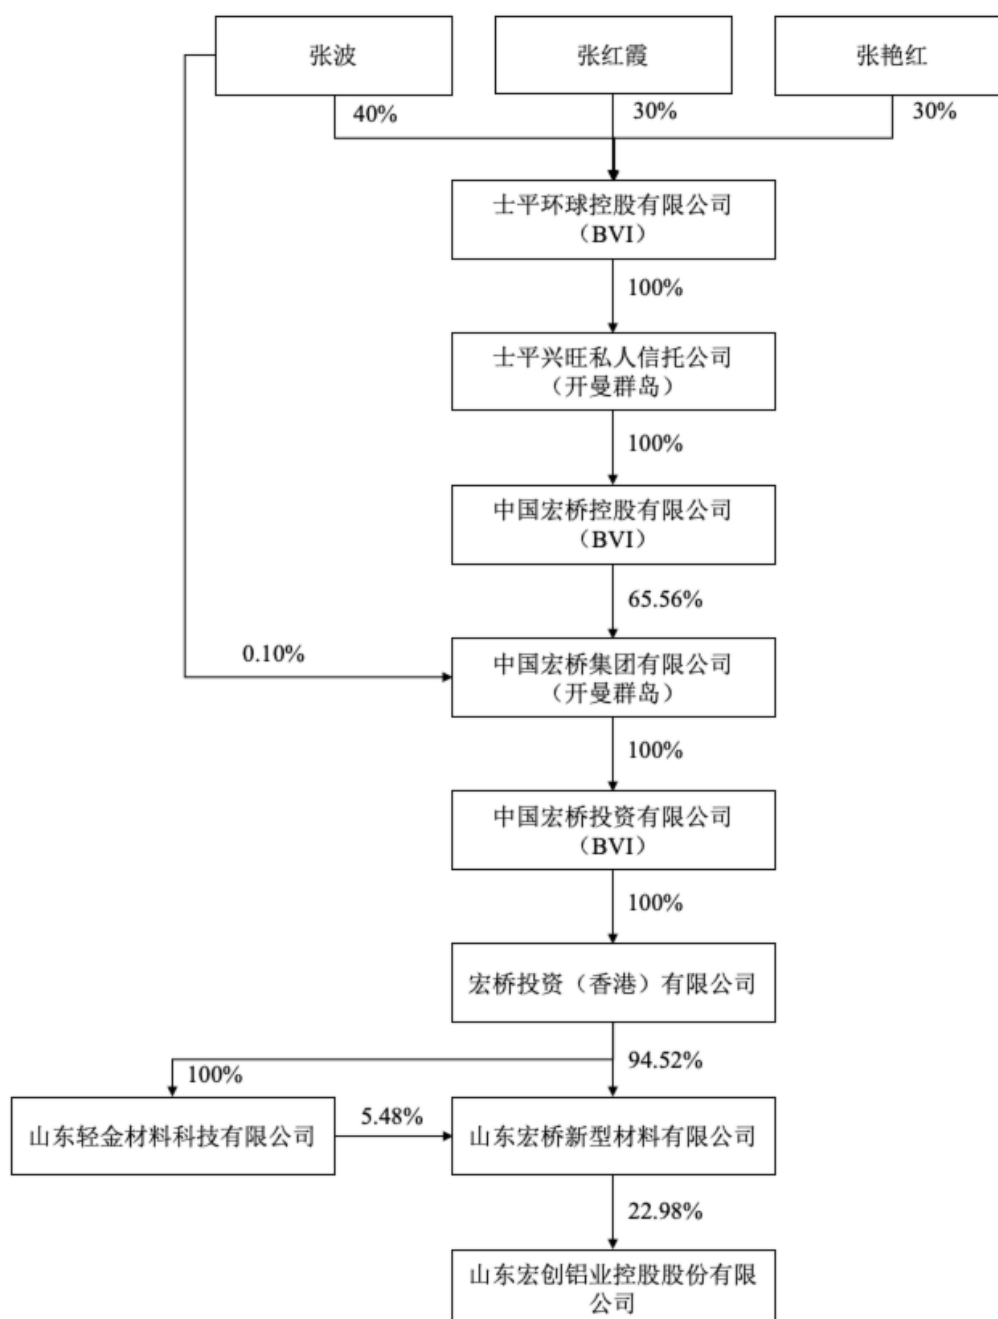 张波
张红霞
张艳红
40%
30%
30%
士平环球控股有限公司
（BVI）
100%
士平兴旺私人信托公司
（开曼群岛）
100%
中国宏桥控股有限公司
（BVI）
65.56%
0.10%
中国宏桥集团有限公司
（开曼群岛）
100%
中国宏桥投资有限公司
（BVI）
100%
宏桥投资（香港）有限公司
100%
94.52%
山东轻金材料科技有限公司
5.48%
山东宏桥新型材料有限公司
22.98%
山东宏创铝业控股股份有限
公司